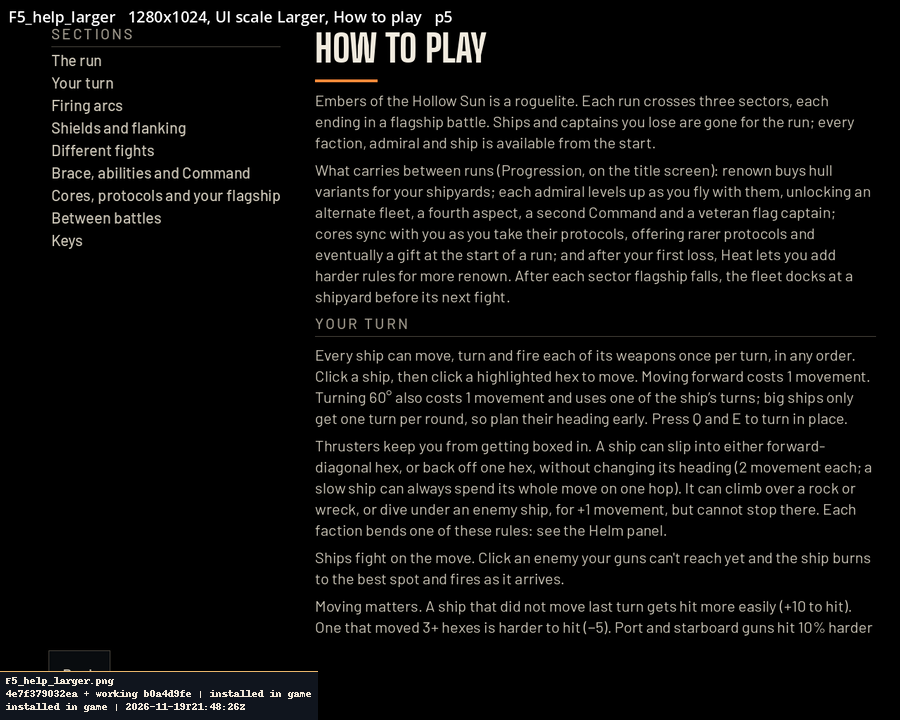 F5_help_larger 1280x1024, UI scale Larger, How to play p5
SECTIONS
The run
Your turn
Firing arcs
Shields and flanking
Different fights
Brace, abilities and Command
Cores, protocols and your flagship
Between battles
Keys
HOW TO PLAY
Embers of the Hollow Sun is a roguelite. Each run crosses three sectors, each
ending in a flagship battle. Ships and captains you lose are gone for the run; every
faction, admiral and ship is available from the start.
What carries between runs (Progression, on the title screen): renown buys hull
variants for your shipyards; each admiral levels up as you fly with them, unlocking an
alternate fleet, a fourth aspect, a second Command and a veteran flag captain;
cores sync with you as you take their protocols, offering rarer protocols and
eventually a gift at the start of a run; and after your first loss, Heat lets you add
harder rules for more renown. After each sector flagship falls, the fleet docks at a
shipyard before its next fight.
YOUR TURN
Every ship can move, turn and fire each of its weapons once per turn, in any order.
Click a ship, then click a highlighted hex to move. Moving forward costs 1 movement.
Turning 60° also costs 1 movement and uses one of the ship's turns; big ships only
get one turn per round, so plan their heading early. Press Q and E to turn in place.
Thrusters keep you from getting boxed in. A ship can slip into either forward-
diagonal hex, or back off one hex, without changing its heading (2 movement each; a
slow ship can always spend its whole move on one hop). It can climb over a rock or
wreck, or dive under an enemy ship, for +1 movement, but cannot stop there. Each
faction bends one of these rules: see the Helm panel.
Ships fight on the move. Click an enemy your guns can't reach yet and the ship burns
to the best spot and fires as it arrives.
Moving matters. A ship that did not move last turn gets hit more easily (+10 to hit).
One that moved 3+ hexes is harder to hit (−5). Port and starboard guns hit 10% harder
F5_help_larger.png
4e7f379032ea + working b0a4d9fe | installed in game
installed in game | 2026-11-19T21:48:26Z